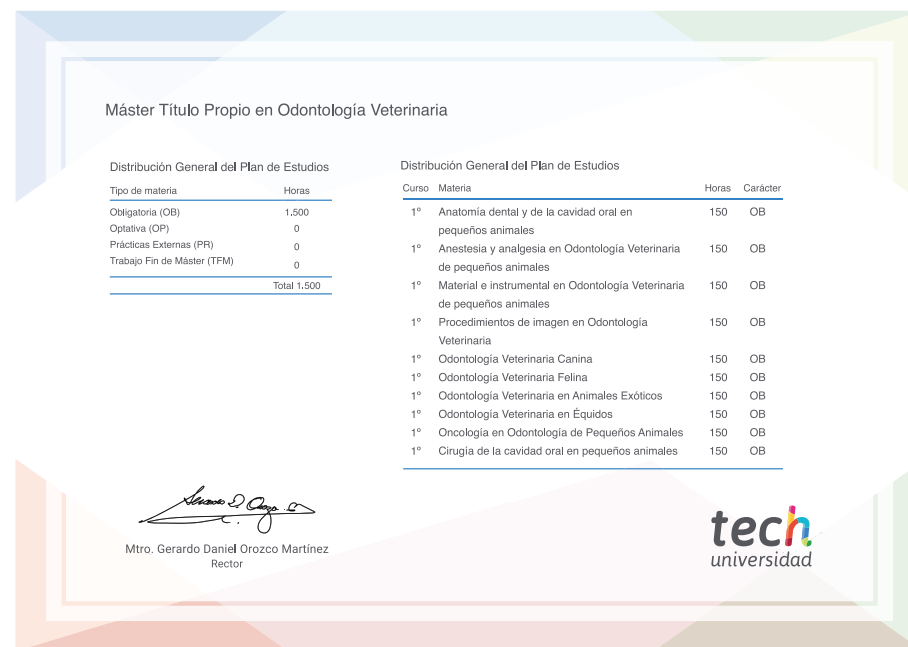 Máster Título Propio en Odontología Veterinaria
Distribución General del Plan de Estudios
Tipo de materia Horas
Obligatoria (OB) 1.500
Optativa (OP) 0
Prácticas Externas (PR) 0
Trabajo Fin de Máster (TFM) 0
Total 1.500
Distribución General del Plan de Estudios
Curso Materia Horas Carácter
1º Anatomía dental y de la cavidad oral en 150 OB
pequeños animales
1º Anestesia y analgesia en Odontología Veterinaria 150 OB
de pequeños animales
1º Material e instrumental en Odontología Veterinaria 150 OB
de pequeños animales
1º Procedimientos de imagen en Odontología 150 OB
Veterinaria
1º Odontología Veterinaria Canina 150 OB
1º Odontología Veterinaria Felina 150 OB
1º Odontología Veterinaria en Animales Exóticos 150 OB
1º Odontología Veterinaria en Équidos 150 OB
1º Oncología en Odontología de Pequeños Animales 150 OB
1º Cirugía de la cavidad oral en pequeños animales 150 OB
Mtro. Gerardo Daniel Orozco Martínez
Rector
tech
universidad